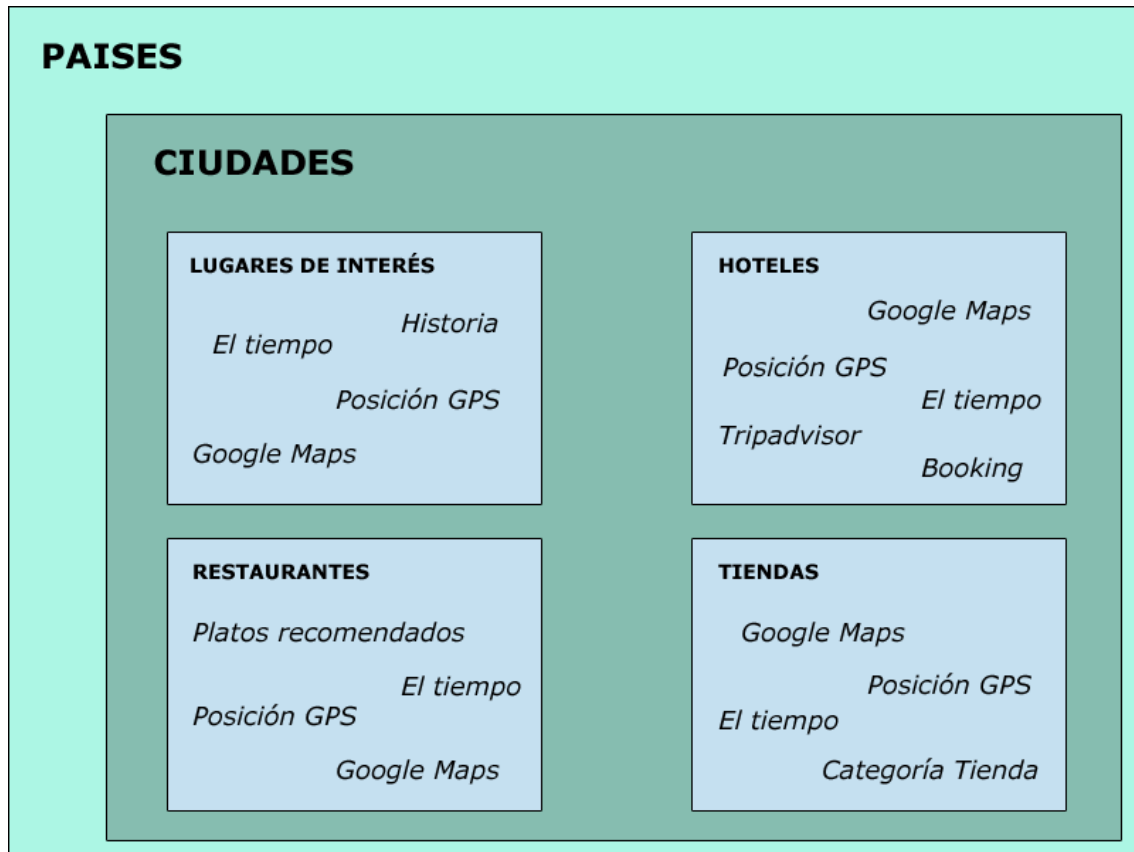 PAISES
CIUDADES
LUGARES DE INTERÉS
Historia
El tiempo
Posición GPS
Google Maps
HOTELES
Google Maps
Posición GPS
El tiempo
Tripadvisor
Booking
RESTAURANTES
Platos recomendados
El tiempo
Posición GPS
Google Maps
TIENDAS
Google Maps
Posición GPS
El tiempo
Categoría Tienda